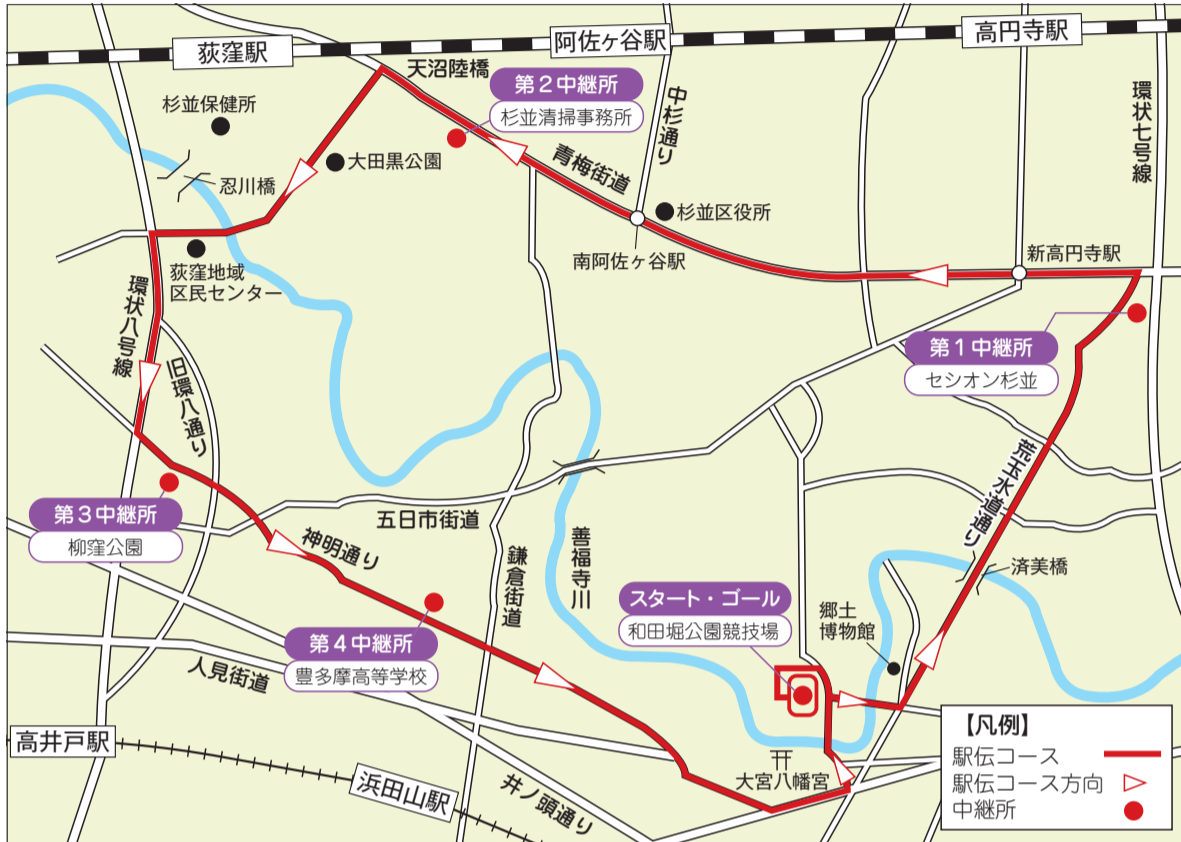 荻窪駅
阿佐ヶ谷駅
高円寺駅
天沼陸橋
第2中継所
杉並清掃事務所
中杉通り
環状七号線
杉並保健所
大田黒公園
青梅街道
忍川橋
杉並区役所
南阿佐ヶ谷駅
新高円寺駅
荻窪地域
区民センター
環状八号線
旧環八通り
第1中継所
セシオン杉並
荒玉水道通り
第3中継所
柳窪公園
五日市街道
神明通り
鎌倉街道
善福寺川
済美橋
スタート・ゴール
和田堀公園競技場
郷土
博物館
第4中継所
豊多摩高等学校
人見街道
高井戸駅
浜田山駅
井ノ頭通り
大宮八幡宮
【凡例】
駅伝コース
駅伝コース方向
中継所